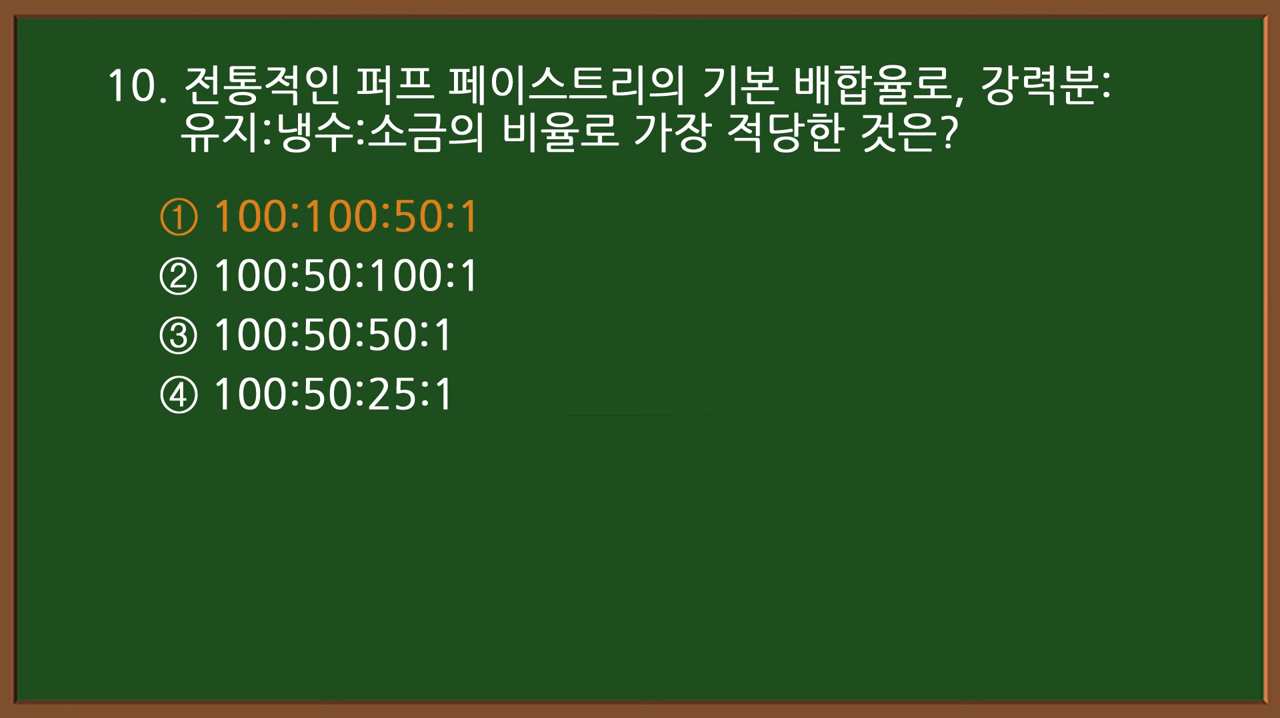 10. 전통적인 퍼프 페이스트리의 기본 배합율로, 강력분:
유지:냉수:소금의 비율로 가장 적당한 것은?
① 100:100:50:1
② 100:50:100:1
③ 100:50:50:1
④ 100:50:25:1